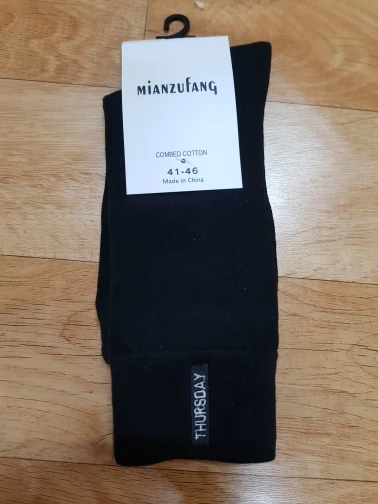 MIANZUFANG
COMBED COTTON
41-46
Made in China
THURSDAY